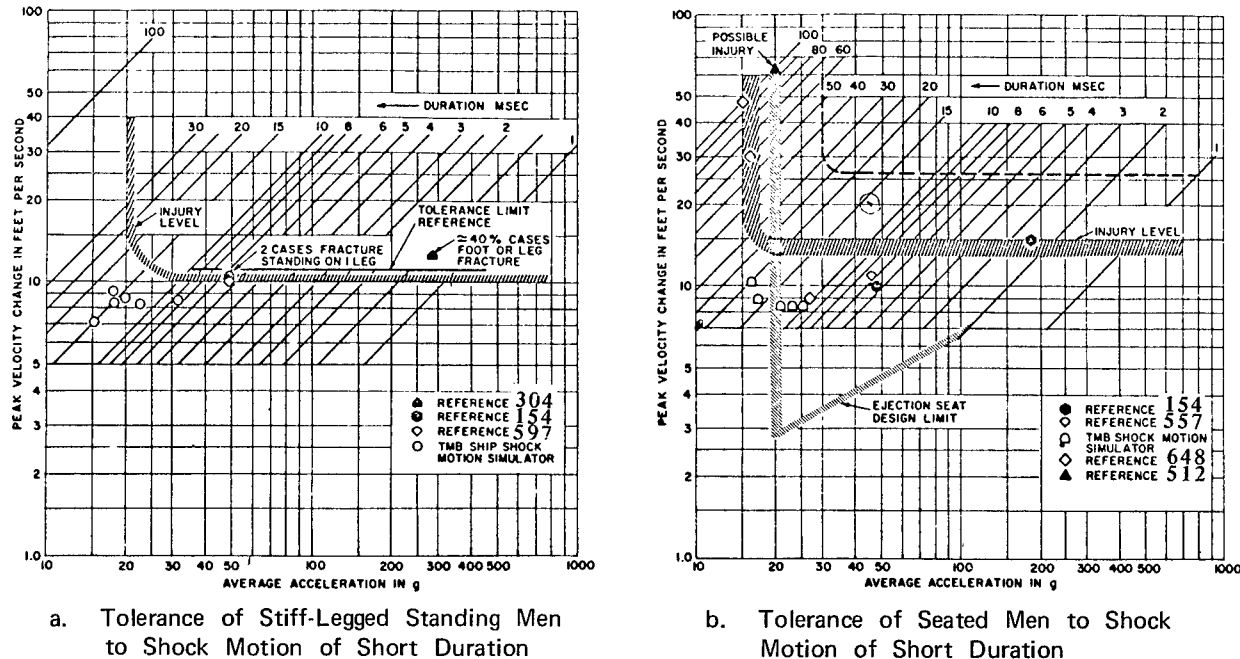 100
80
60
50
40
30
20
10
5
4
3
2
1.0
PEAK VELOCITY CHANGE IN FEET PER SECOND
100
DURATION MSEC
30 20 15 10 8 6 5 4 3 2 1
INJURY
LEVEL
TOLERANCE LIMIT
REFERENCE
2 CASES FRACTURE
STANDING ON 1 LEG
≃40% CASES
FOOT OR LEG
FRACTURE
REFERENCE 304
REFERENCE 154
REFERENCE 597
TMB SHIP SHOCK
MOTION SIMULATOR
10 20 30 40 50 100 200 300 400 1000
AVERAGE ACCELERATION IN g
a. Tolerance of Stiff-Legged Standing Men
to Shock Motion of Short Duration
100
50
40
30
20
10
5
4
3
2
1.0
PEAK VELOCITY CHANGE IN FEET PER SECOND
POSSIBLE
INJURY
100
80 60
50 40 30 20
DURATION MSEC
15 10 8 6 5 4 3 2 1
INJURY LEVEL
EJECTION SEAT
DESIGN LIMIT
REFERENCE 154
REFERENCE 557
TMB SHOCK MOTION
SIMULATOR
REFERENCE 648
REFERENCE 512
10 20 30 40 50 100 200 300 400 1000
AVERAGE ACCELERATION IN g
b. Tolerance of Seated Men to Shock
Motion of Short Duration